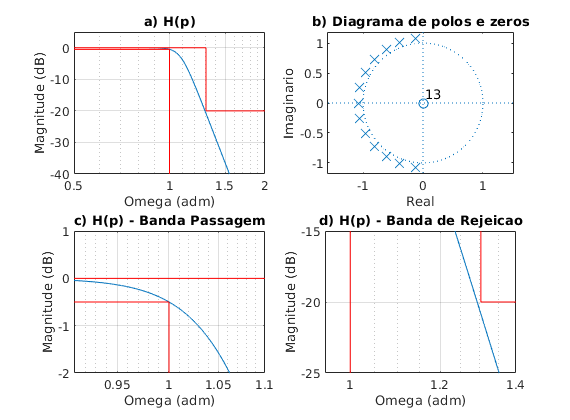 a) H(p)
Magnitude (dB)
0
-10
-20
-30
-40
0.5
1
1.5
2
Omega (adm)
b) Diagrama de polos e zeros
Imaginario
1
0.5
0
-0.5
-1
13
-1
0
1
Real
c) H(p) - Banda Passagem
Magnitude (dB)
1
0
-1
-2
0.95
1
1.05
1.1
Omega (adm)
d) H(p) - Banda de Rejeicao
Magnitude (dB)
-15
-20
-25
1
1.2
1.4
Omega (adm)